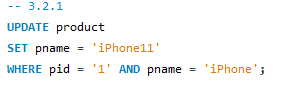 -- 3.2.1
UPDATE product
SET pname = 'iPhone11'
WHERE pid = '1' AND pname = 'iPhone';